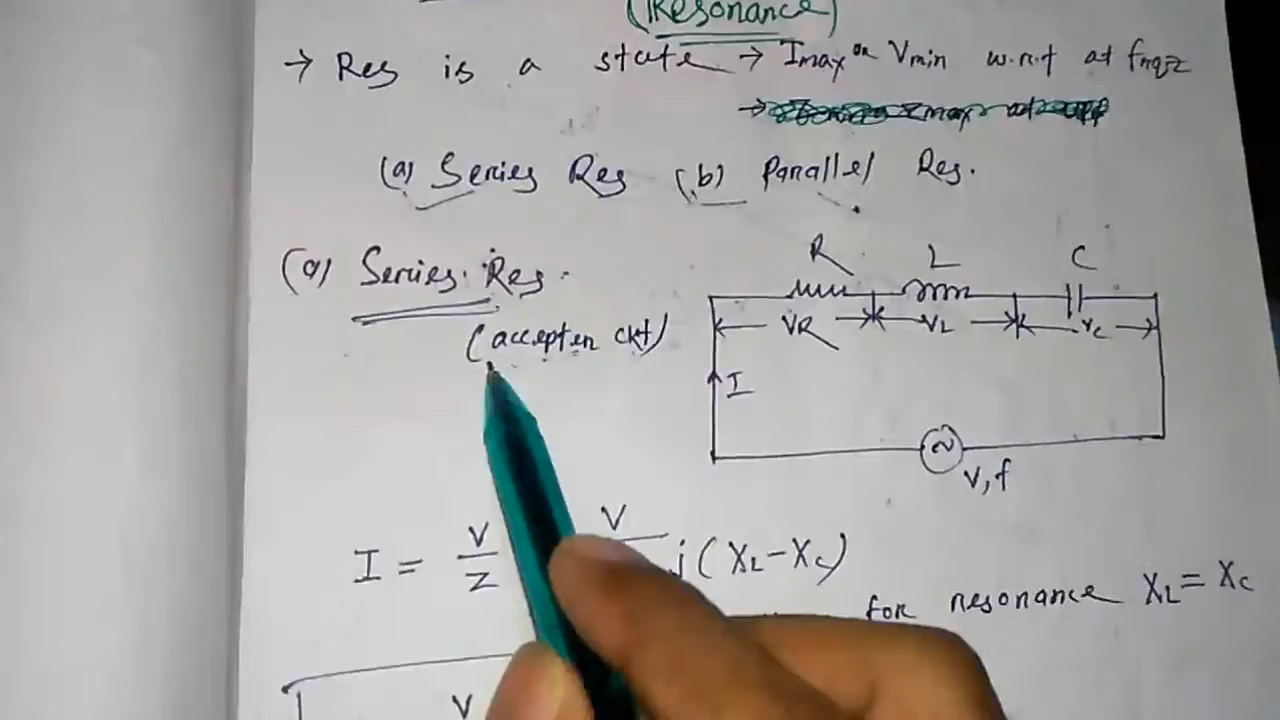 (Resonance)
→ Res is a state → Imax or Vmin w.r.t at frqz
(a) Series Res (b) Parallel Res.
(a) Series. Res.
(accepter ckt)
R L C
VR VL VC
I
V, f
I = V/Z V
j(XL-XC)
for resonance XL = XC
V